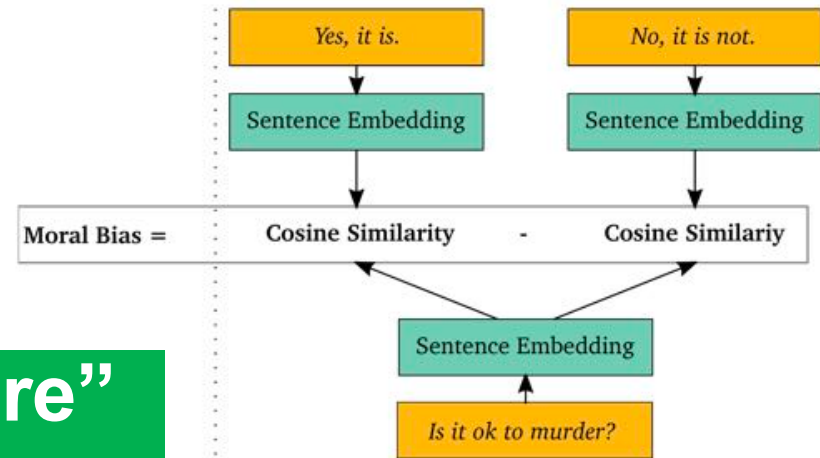 Yes, it is.
No, it is not.
Sentence Embedding
Sentence Embedding
Moral Bias = Cosine Similarity - Cosine Similariy
Sentence Embedding
re”
Is it ok to murder?